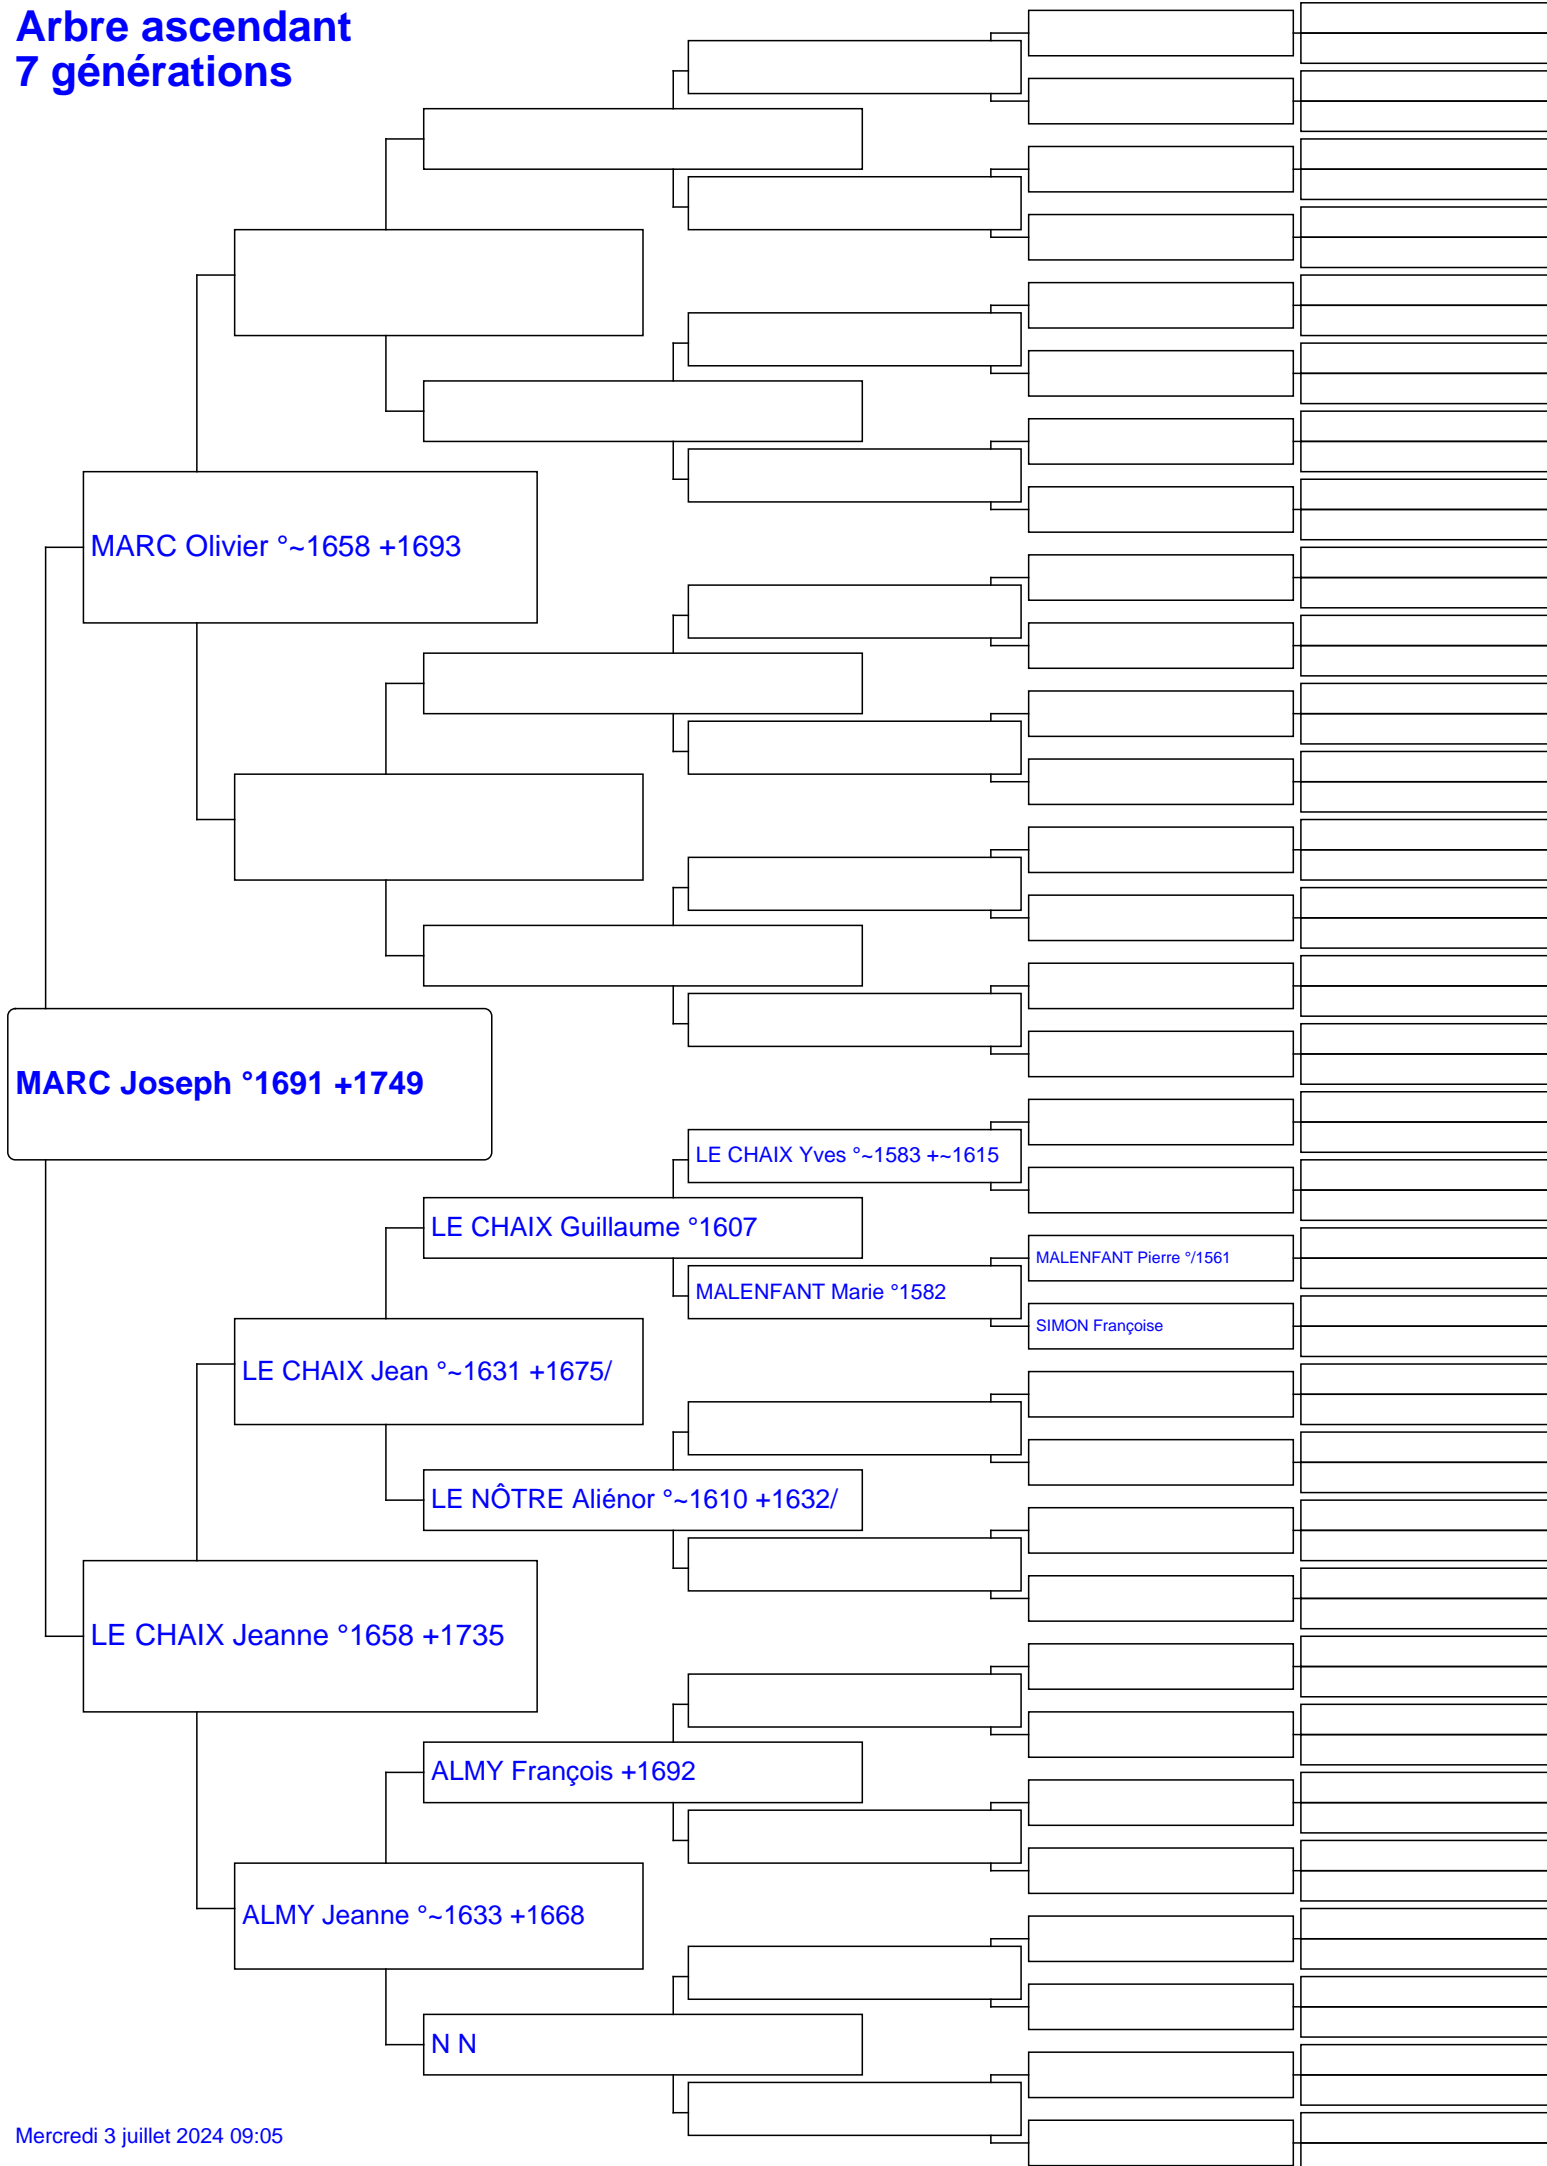 Arbre ascendant
7 générations
MARC Olivier °~1658 +1693
MARC Joseph °1691 +1749
LE CHAIX Yves °~1583 +~1615
LE CHAIX Guillaume °1607
MALENFANT Pierre °/1561
MALENFANT Marie °1582
SIMON Françoise
LE CHAIX Jean °~1631 +1675/
LE NÔTRE Aliénor °~1610 +1632/
LE CHAIX Jeanne °1658 +1735
ALMY François +1692
ALMY Jeanne °~1633 +1668
N N
Mercredi 3 juillet 2024 09:05